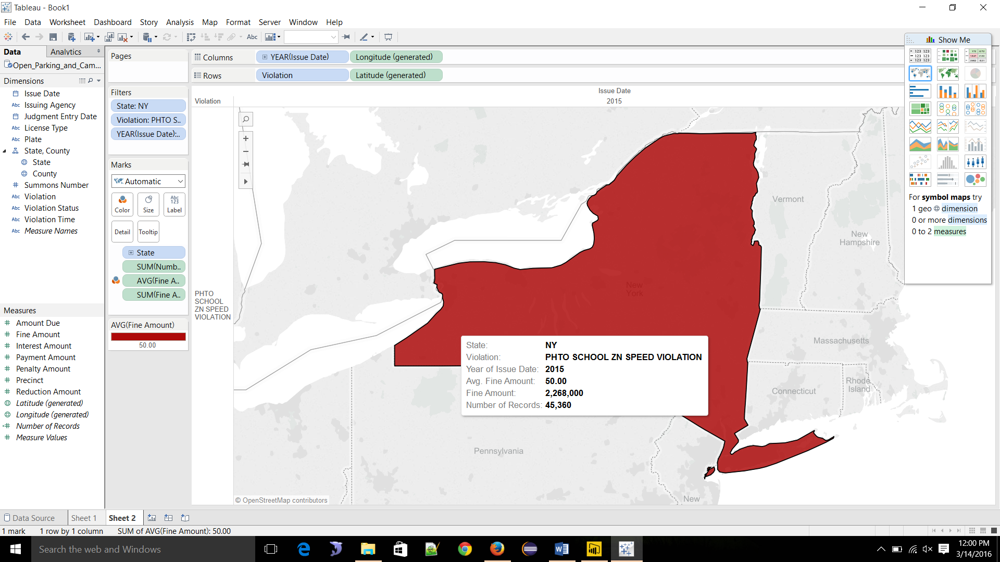 Tableau - Book1
File Data Worksheet Dashboard Story Analysis Map Format Server Window Help
Abc
Data Analytics
Open_Parking_and_Cam...
Dimensions
Issue Date
Abc Issuing Agency
Judgment Entry Date
Abc License Type
Abc Plate
State, County
State
County
# Summons Number
Abc Violation
Abc Violation Status
Abc Violation Time
Abc Measure Names
Measures
# Amount Due
# Fine Amount
# Interest Amount
# Payment Amount
# Penalty Amount
# Precinct
# Reduction Amount
Latitude (generated)
Longitude (generated)
=# Number of Records
# Measure Values
Pages
Filters
State: NY
Violation: PHTO S..
YEAR(Issue Date):..
Marks
Automatic
Color Size Abc 123 Label
Detail Tooltip
State
SUM(Numb..
AVG(Fine A..
SUM(Fine A..
AVG(Fine Amount)
50.00
Columns YEAR(Issue Date) Longitude (generated)
Rows Violation Latitude (generated)
Issue Date
Violation 2015
PHTO
SCHOOL
ZN SPEED
VIOLATION
Vermont
New
Hampshire
New
York
Massachusetts
Rhode
Island
Connecticut
Pennsylvania
New
State: NY
Violation: PHTO SCHOOL ZN SPEED VIOLATION
Year of Issue Date: 2015
Avg. Fine Amount: 50.00
Fine Amount: 2,268,000
Number of Records: 45,360
© OpenStreetMap contributors
Show Me
For symbol maps try
1 geo dimension
0 or more dimensions
0 to 2 measures
Data Source Sheet 1 Sheet 2
1 mark 1 row by 1 column SUM of AVG(Fine Amount): 50.00
Search the web and Windows
12:00 PM
3/14/2016